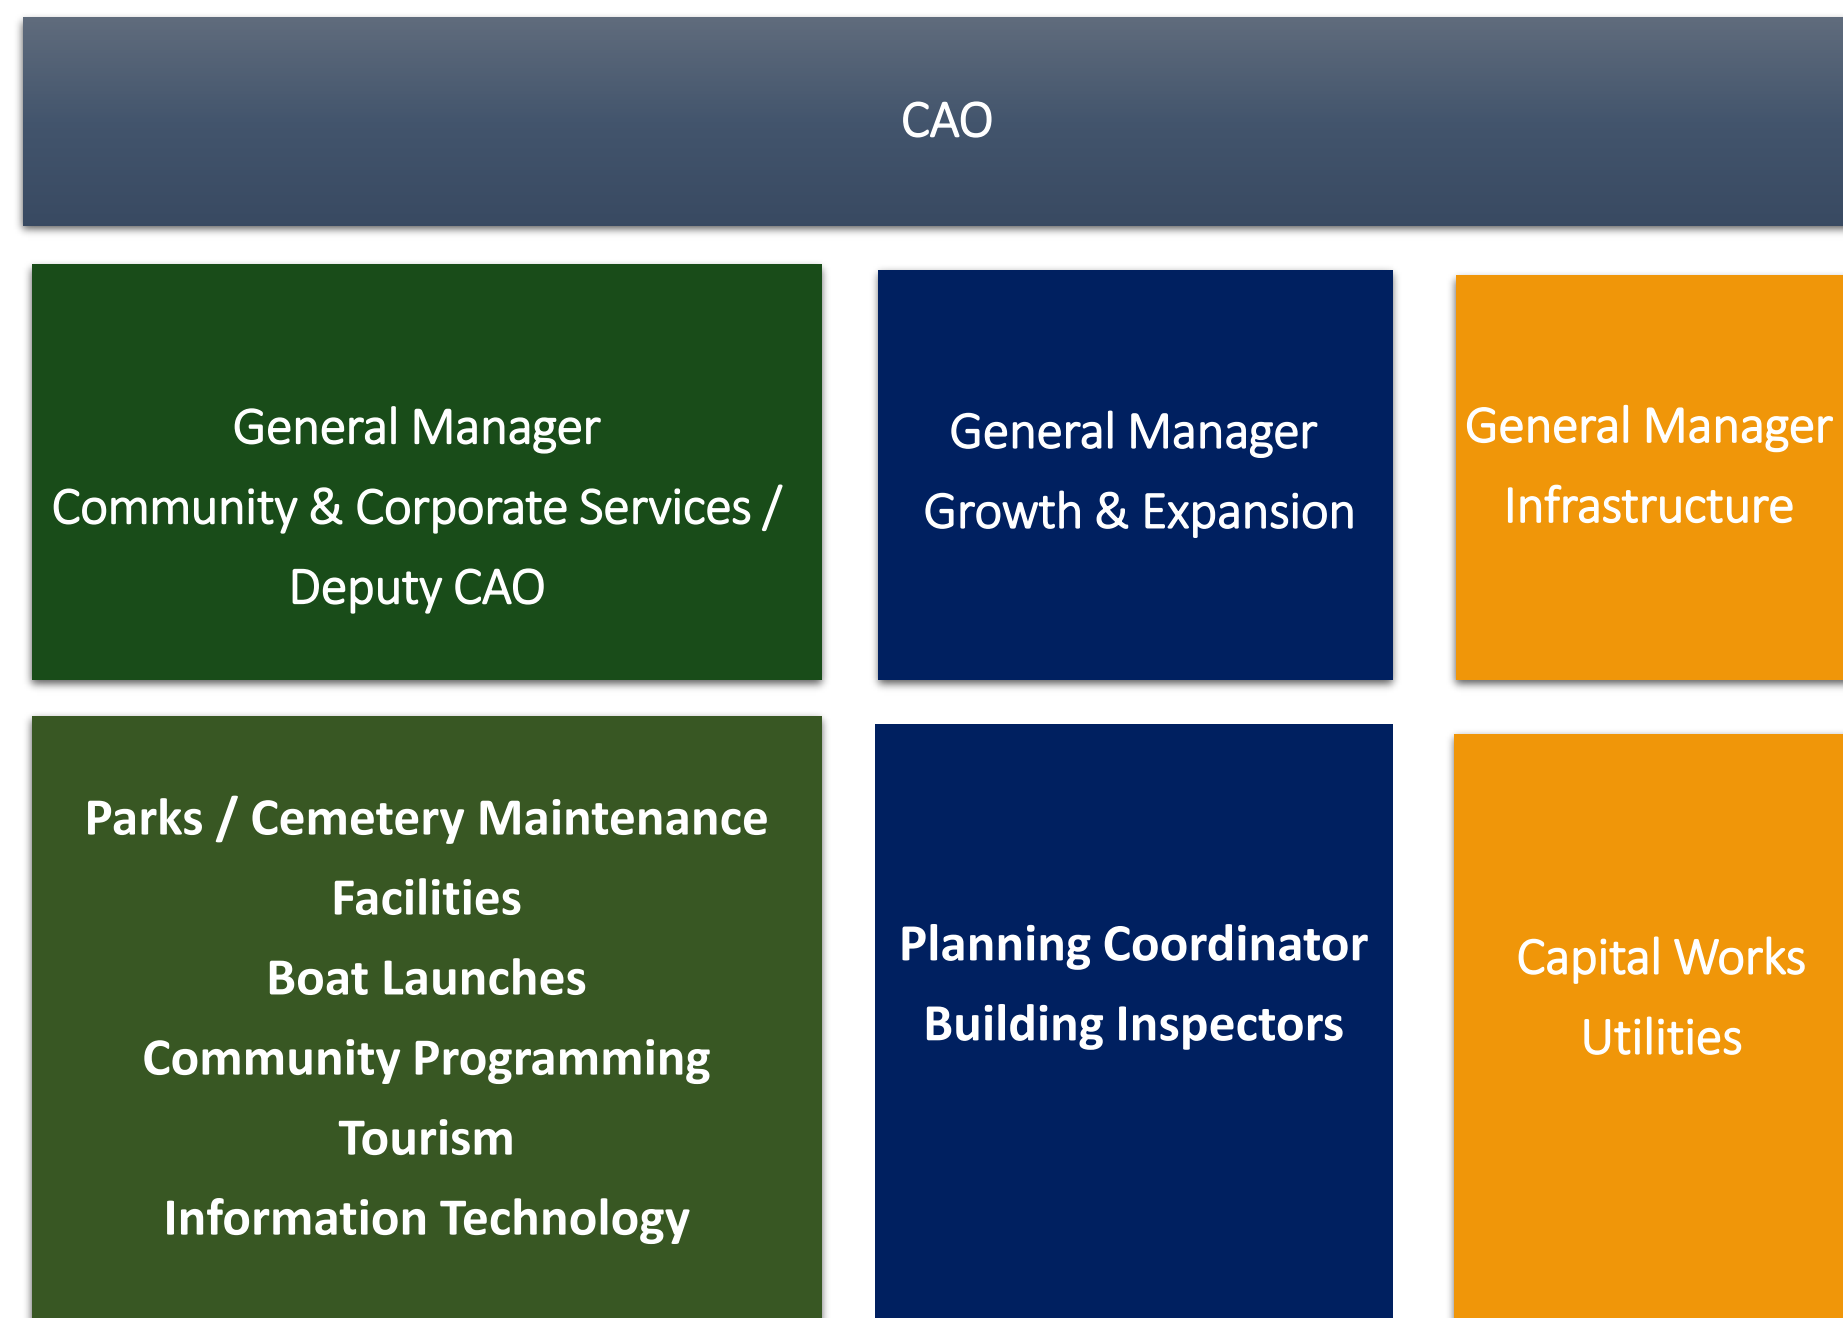 CAO
General Manager
Community & Corporate Services /
Deputy CAO
General Manager
Growth & Expansion
General Manager
Infrastructure
Parks / Cemetery Maintenance
Facilities
Boat Launches
Community Programming
Tourism
Information Technology
Planning Coordinator
Building Inspectors
Capital Works
Utilities